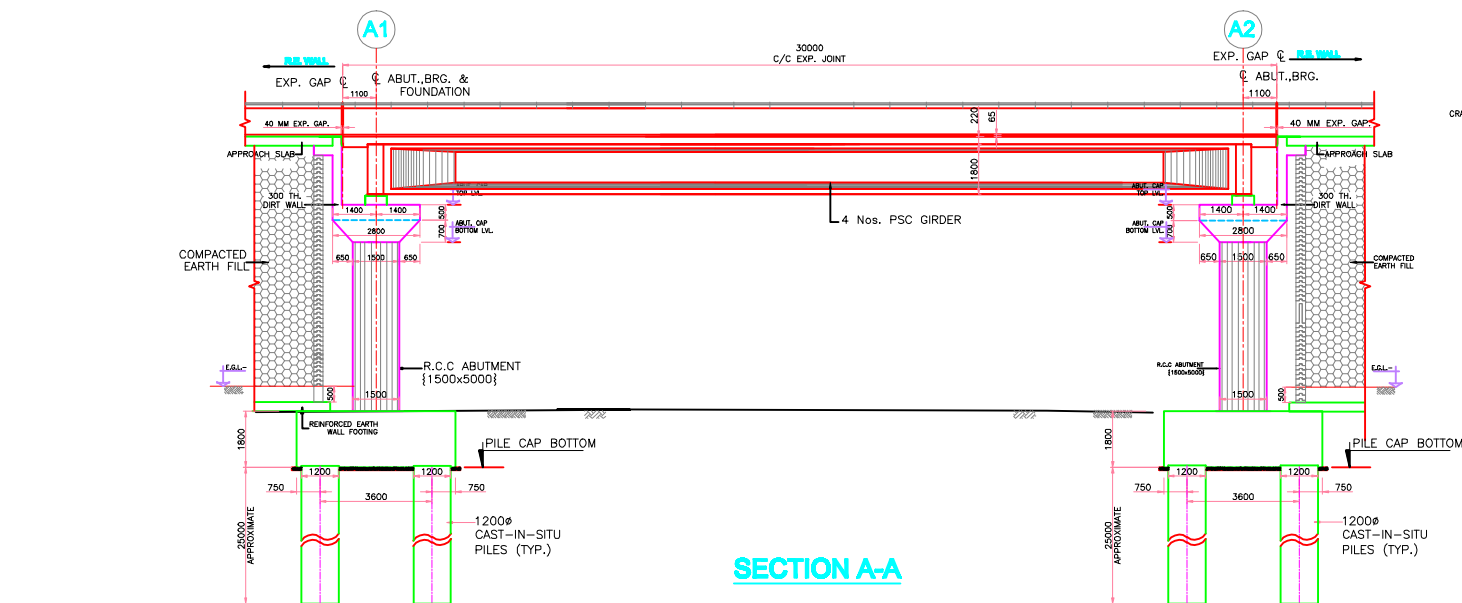 A1
A2
30000
C/C EXP. JOINT
R.E. WALL
EXP. GAP ℄
℄ ABUT.,BRG. &
FOUNDATION
EXP. GAP ℄
R.E. WALL
℄ ABUT.,BRG.
1100
1100
CRA
40 MM EXP. GAP.
220
65
40 MM EXP. GAP.
APPROACH SLAB
APPROACH SLAB
1800
300 TH.
DIRT WALL
TOP LVL.
ABUT. CAP
TOP LVL.
300 TH.
DIRT WALL
1400
1400
500
4 Nos. PSC GIRDER
500
1400
1400
ABUT. CAP
BOTTOM LVL.
700
ABUT. CAP
BOTTOM LVL.
700
2800
2800
COMPACTED
EARTH FILL
650
1500
650
650
1500
650
COMPACTED
EARTH FILL
E.G.L.-
R.C.C ABUTMENT
{1500x5000}
R.C.C ABUTMENT
{1500x5000}
E.G.L.-
500
1500
1500
500
REINFORCED EARTH
WALL FOOTING
1800
PILE CAP BOTTOM
1800
PILE CAP BOTTOM
1200
1200
1200
1200
750
3600
750
750
3600
750
25000
APPROXIMATE
1200ø
CAST-IN-SITU
PILES (TYP.)
25000
APPROXIMATE
1200ø
CAST-IN-SITU
PILES (TYP.)
SECTION A-A